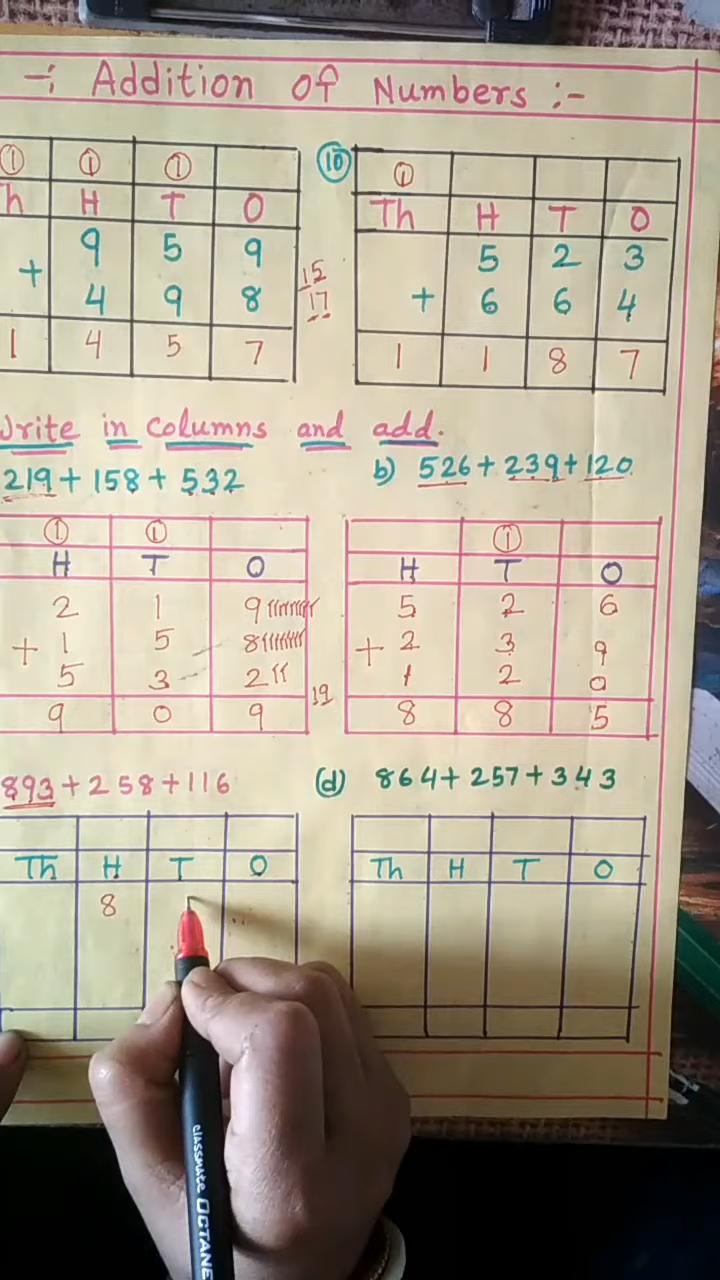 -: Addition Of Numbers :-
① ① ①
h H T O
9 5 9
+ 4 9 8
1 4 5 7
15
17
⑩
①
Th H T O
5 2 3
+ 6 6 4
1 1 8 7
Write in columns and add.
219 + 158 + 532
① ①
H T O
2 1 9
+ 1 5 8
5 3 2
19
9 0 9
b) 526 + 239 + 120
①
H T O
5 2 6
+ 2 3 9
1 2 0
8 8 5
893 + 258 + 116
Th H T O
8
(d) 864 + 257 + 343
Th H T O
classmate OCTANE